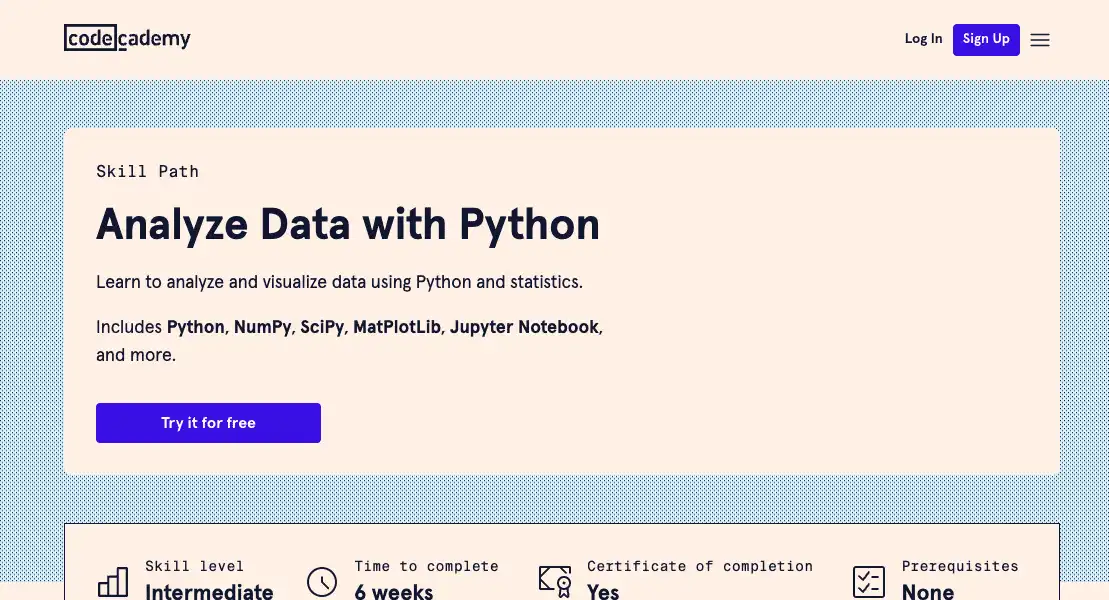 codecademy
Log In
Sign Up
Skill Path
Analyze Data with Python
Learn to analyze and visualize data using Python and statistics.
Includes Python, NumPy, SciPy, MatPlotLib, Jupyter Notebook,
and more.
Try it for free
Skill level
Intermediate
Time to complete
6 weeks
Certificate of completion
Yes
Prerequisites
None